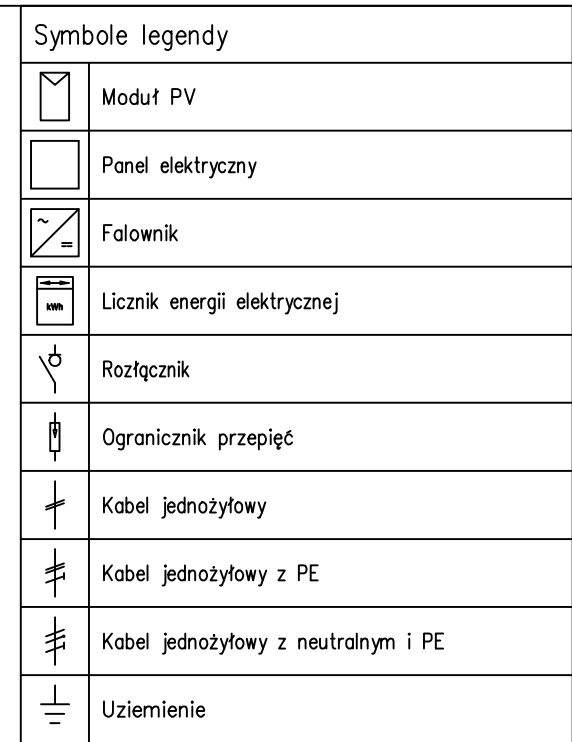 Symbole legendy
Moduł PV
Panel elektryczny
Falownik
kWh
Licznik energii elektrycznej
Rozłącznik
Ogranicznik przepięć
Kabel jednożyłowy
Kabel jednożyłowy z PE
Kabel jednożyłowy z neutralnym i PE
Uziemienie